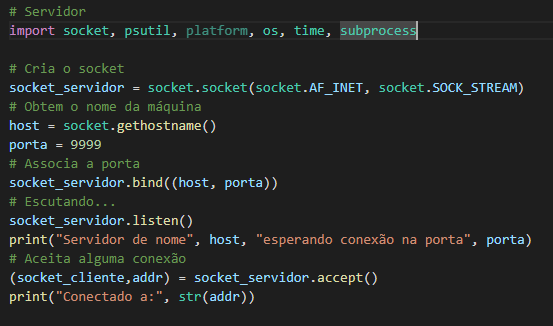 # Servidor
import socket, psutil, platform, os, time, subprocess
# Cria o socket
socket_servidor = socket.socket(socket.AF_INET, socket.SOCK_STREAM)
# Obtem o nome da máquina
host = socket.gethostname()
porta = 9999
# Associa a porta
socket_servidor.bind((host, porta))
# Escutando...
socket_servidor.listen()
print("Servidor de nome", host, "esperando conexão na porta", porta)
# Aceita alguma conexão
(socket_cliente,addr) = socket_servidor.accept()
print("Conectado a:", str(addr))